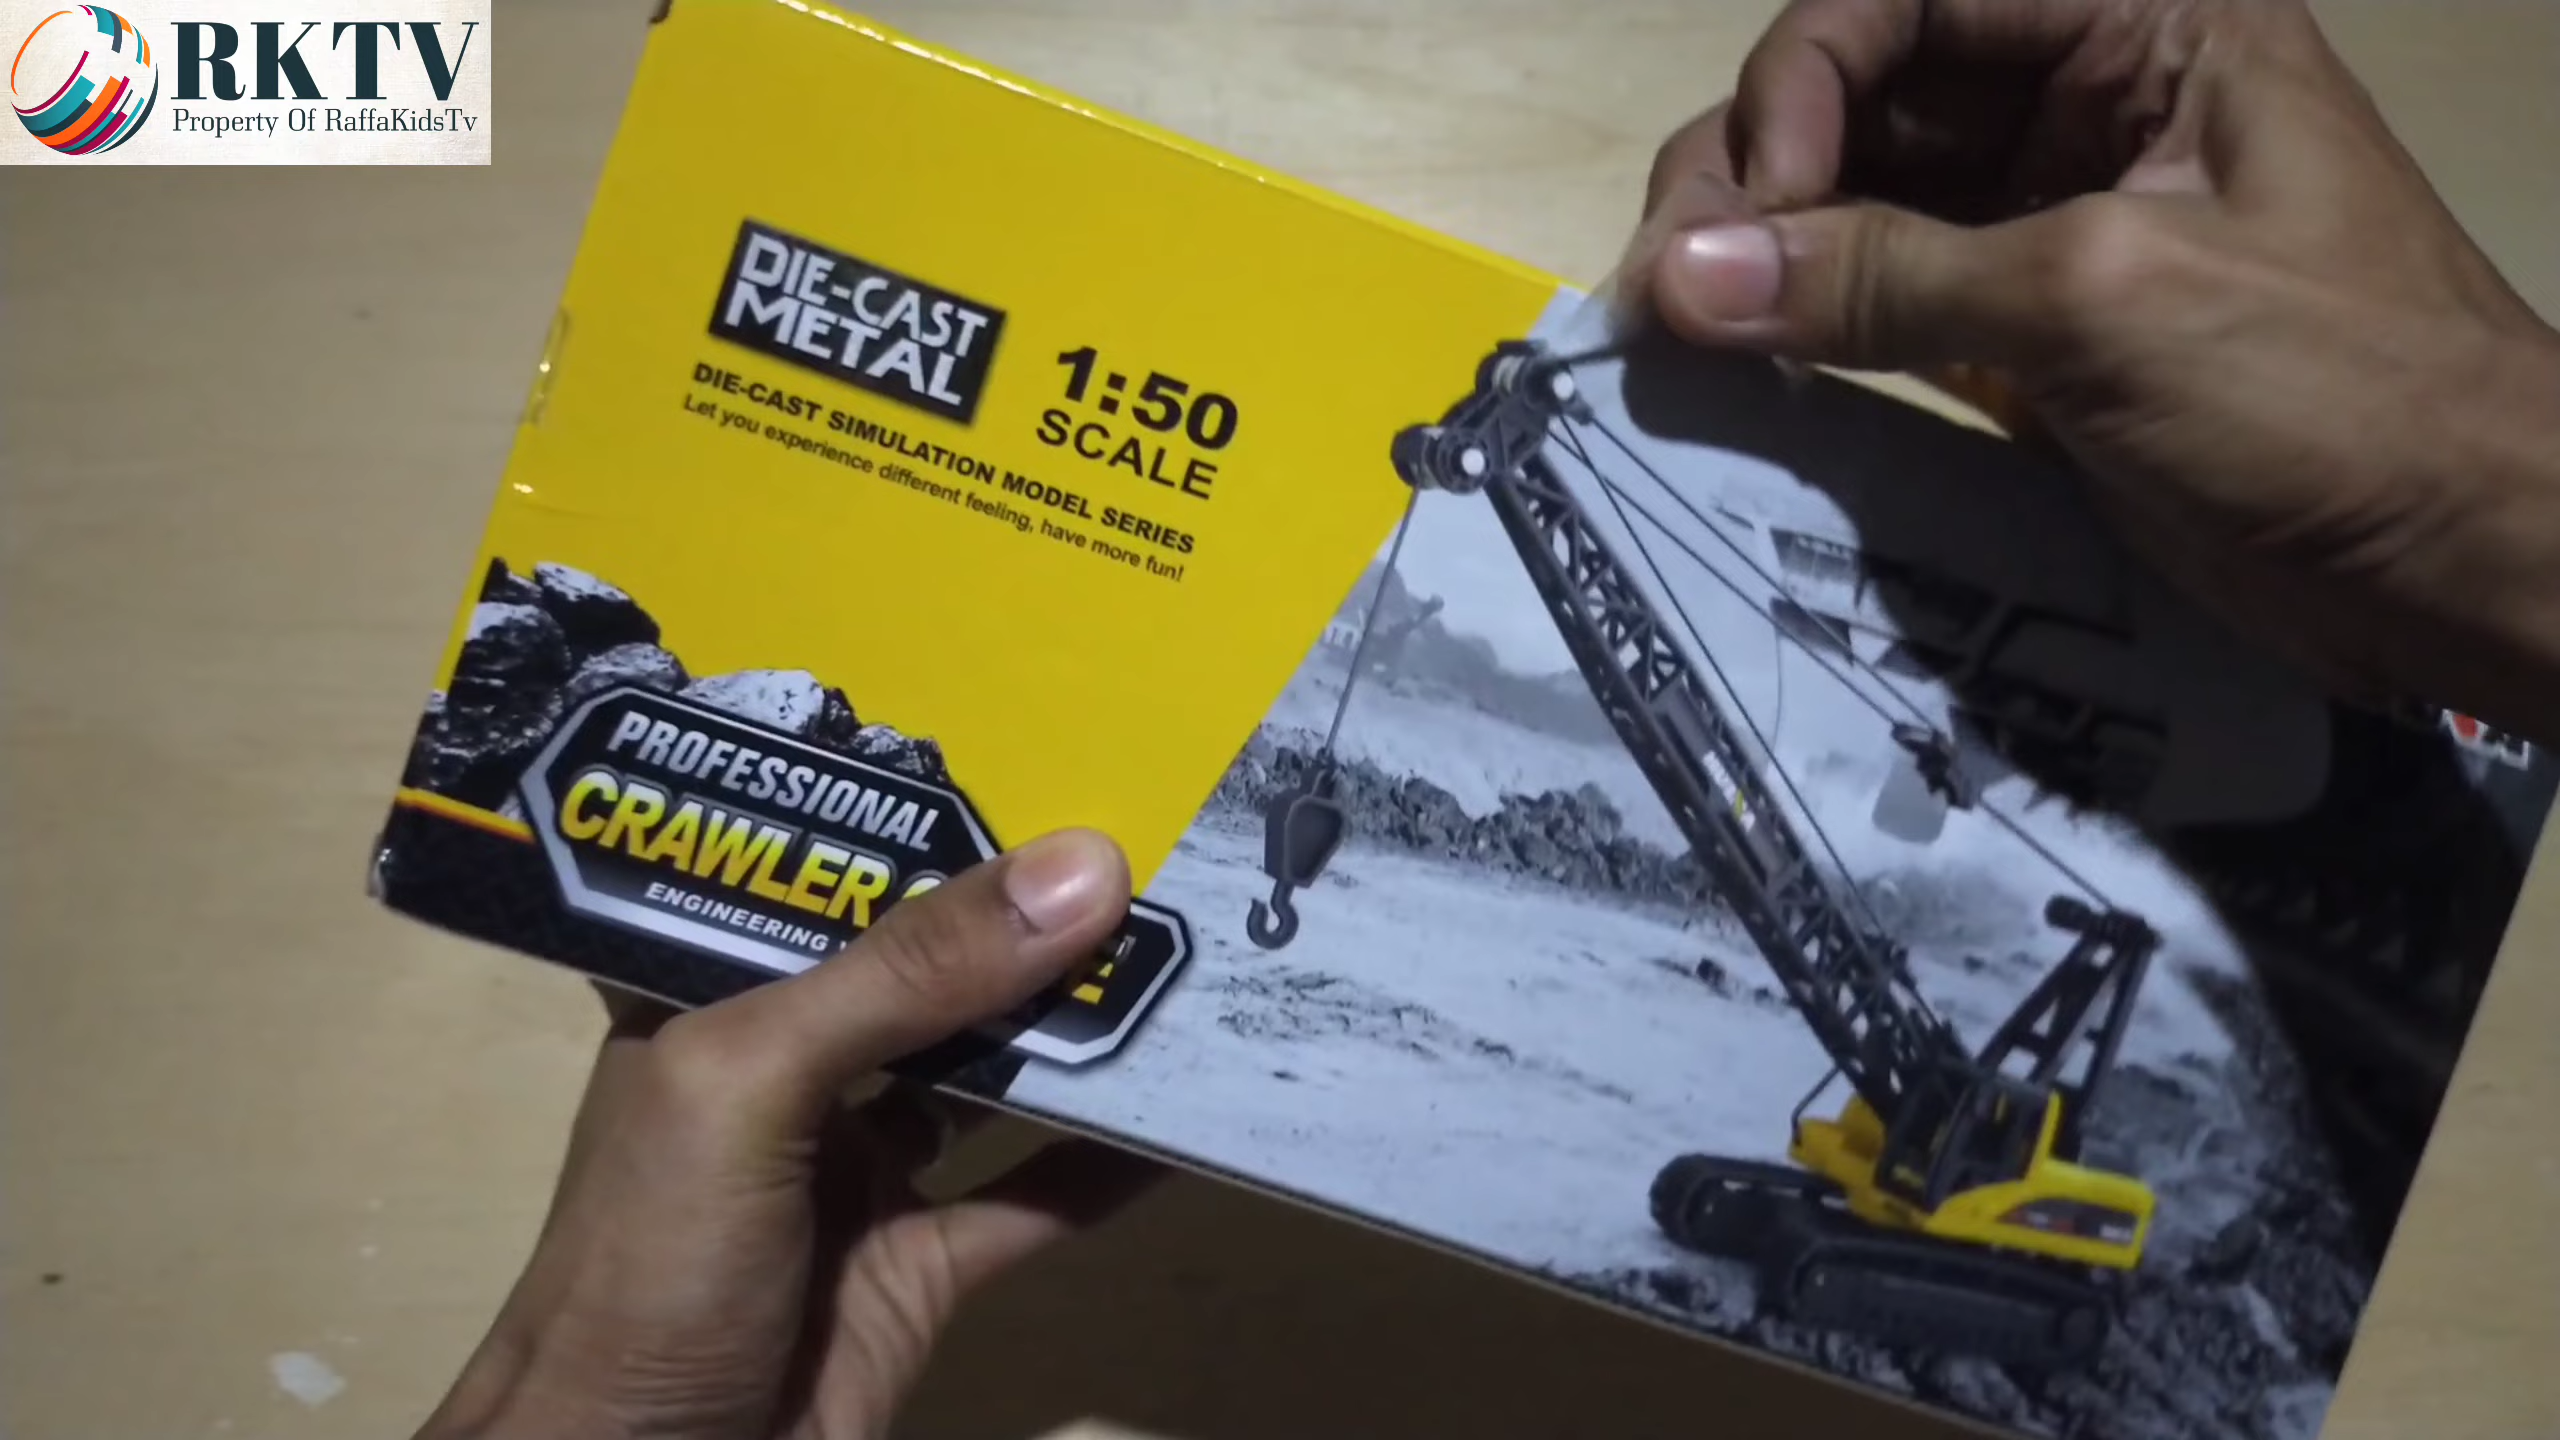 RKTV
Property Of RaffaKidsTv
DIE-CAST
METAL
1:50
SCALE
DIE-CAST SIMULATION MODEL SERIES
Let you experience different feeling, have more fun!
PROFESSIONAL
CRAWLER
ENGINEERING